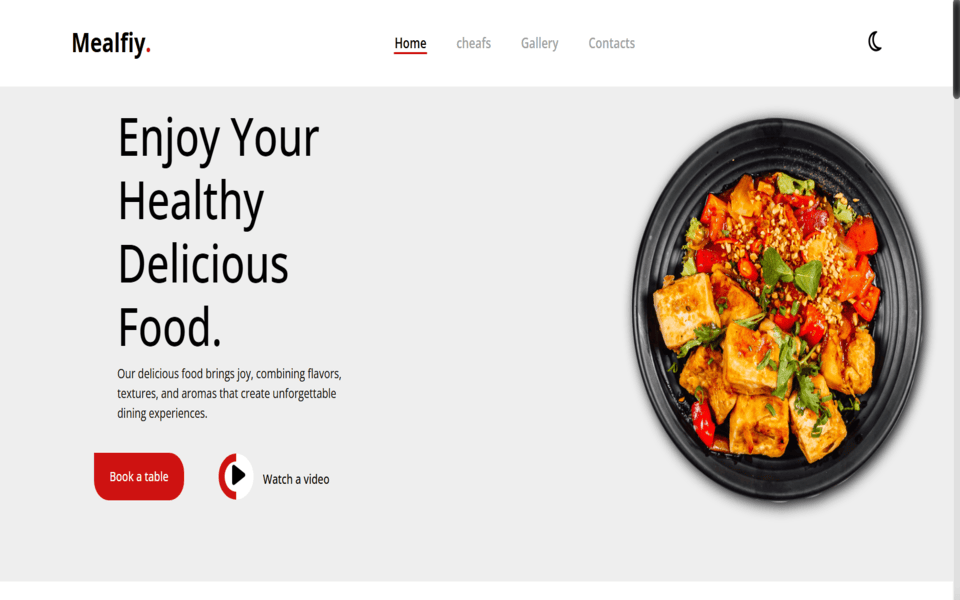 Mealfiy.
Home
cheafs
Gallery
Contacts
Enjoy Your
Healthy
Delicious
Food.
Our delicious food brings joy, combining flavors,
textures, and aromas that create unforgettable
dining experiences.
Book a table
Watch a video